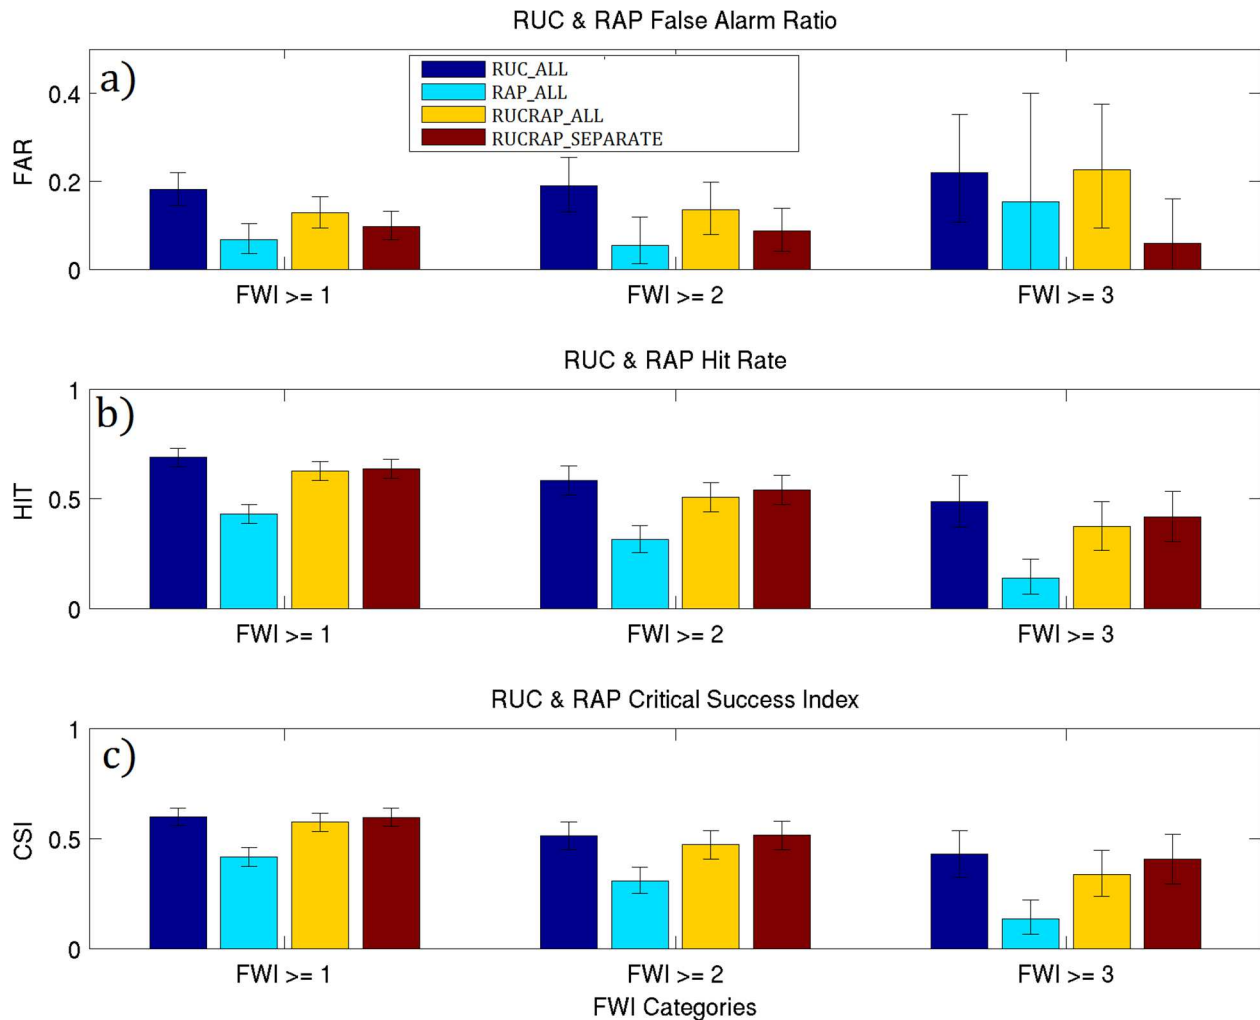 RUC & RAP False Alarm Ratio
a)
RUC_ALL
RAP_ALL
RUCRAP_ALL
RUCRAP_SEPARATE
FAR
0.4
0.2
0
FWI >= 1
FWI >= 2
FWI >= 3
RUC & RAP Hit Rate
b)
HIT
1
0.5
0
FWI >= 1
FWI >= 2
FWI >= 3
RUC & RAP Critical Success Index
c)
CSI
1
0.5
0
FWI >= 1
FWI >= 2
FWI >= 3
FWI Categories